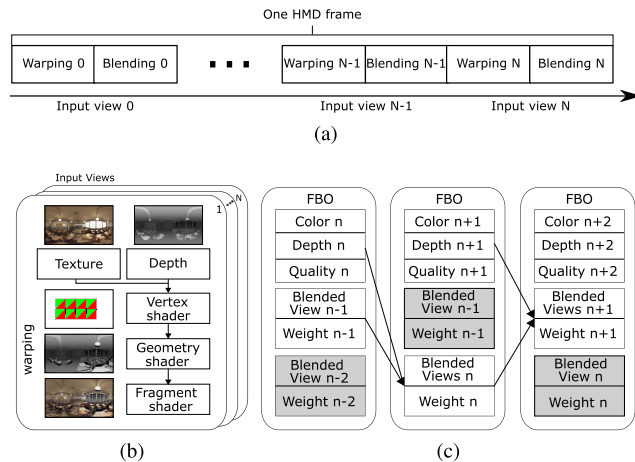 One HMD frame
Warping 0
Blending 0
Warping N-1
Blending N-1
Warping N
Blending N
Input view 0
Input view N-1
Input view N
(a)
Input Views
1
N
Texture
Depth
Vertex
shader
Geometry
shader
Fragment
shader
warping
(b)
FBO
Color n
Depth n
Quality n
Blended
View n-1
Weight n-1
Blended
View n-2
Weight n-2
FBO
Color n+1
Depth n+1
Quality n+1
Blended
View n-1
Weight n-1
Blended
Views n
Weight n
FBO
Color n+2
Depth n+2
Quality n+2
Blended
Views n+1
Weight n+1
Blended
View n
Weight n
(c)